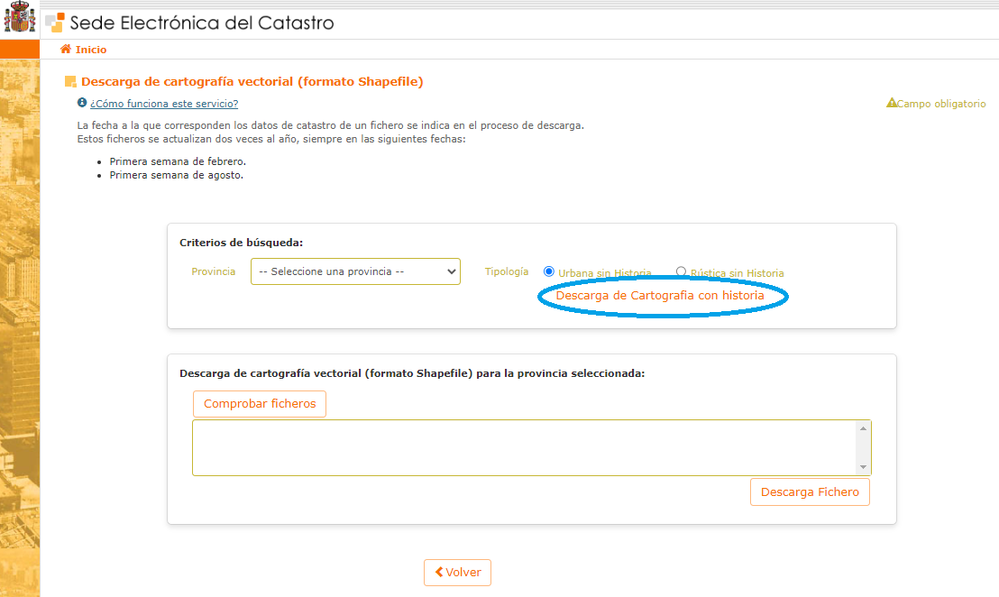 Sede Electrónica del Catastro
Inicio
Descarga de cartografía vectorial (formato Shapefile)
¿Cómo funciona este servicio?
Campo obligatorio
La fecha a la que corresponden los datos de catastro de un fichero se indica en el proceso de descarga.
Estos ficheros se actualizan dos veces al año, siempre en las siguientes fechas:
Primera semana de febrero.
Primera semana de agosto.
Criterios de búsqueda:
Provincia -- Seleccione una provincia -- Tipología Urbana sin Historia Rústica sin Historia
Descarga de Cartografía con historia
Descarga de cartografía vectorial (formato Shapefile) para la provincia seleccionada:
Comprobar ficheros
Descarga Fichero
Volver